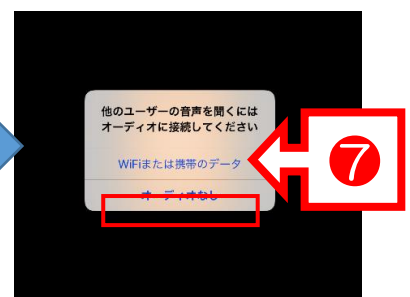 他のユーザーの音声を聞くには
オーディオに接続してください
WiFiまたは携帯のデータ
オーディオなし
❼